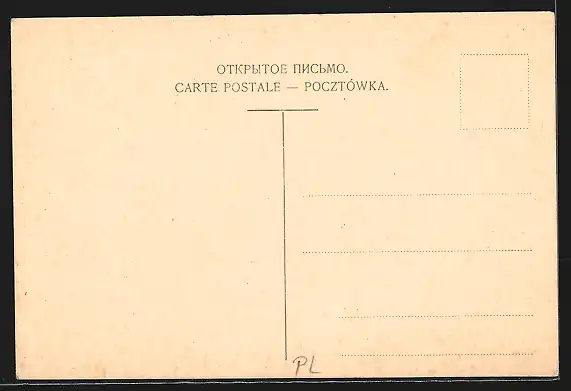 ОТКРЫТОЕ ПИСЬМО.
CARTE POSTALE — POCZTÓWKA.
PL